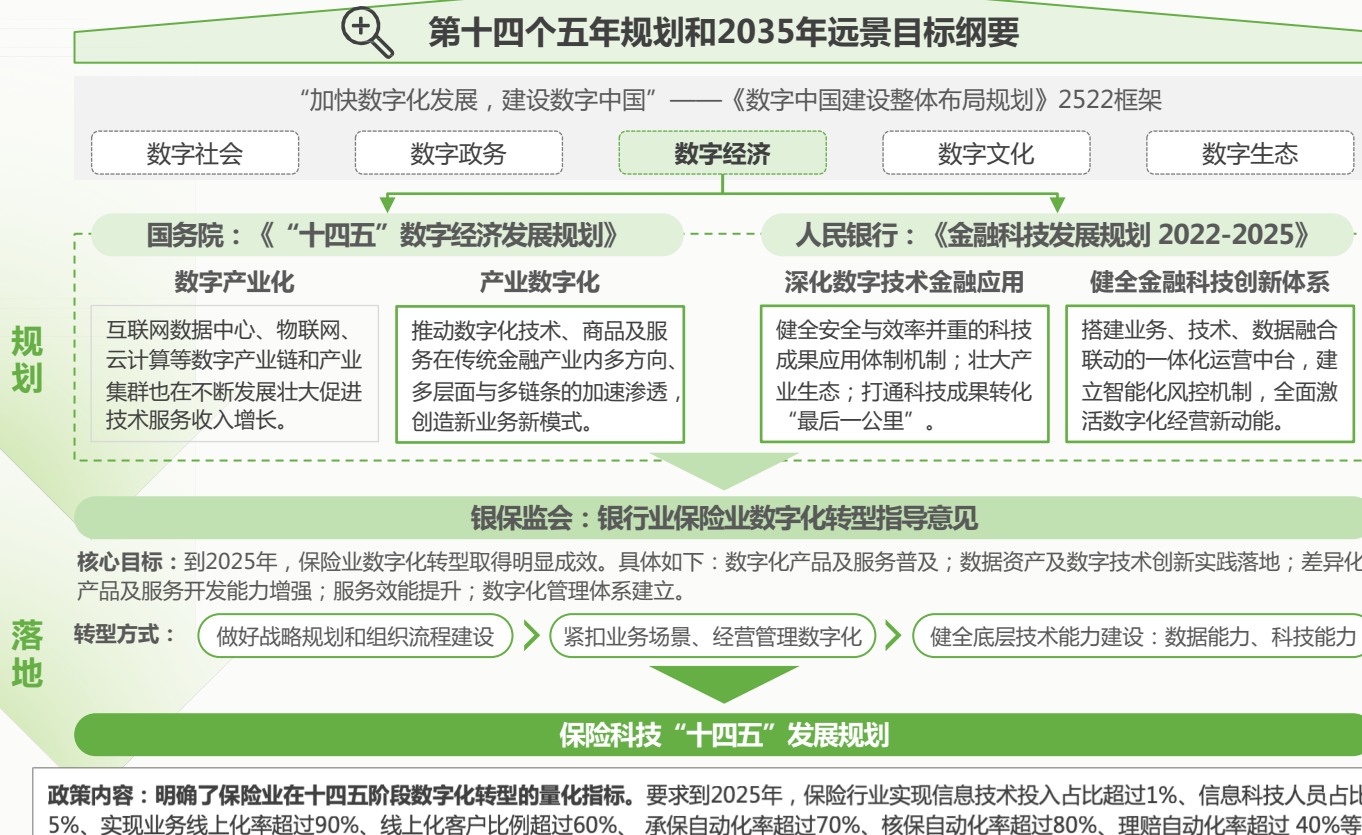 第十四个五年规划和2035年远景目标纲要
“加快数字化发展，建设数字中国”——《数字中国建设整体布局规划》2522框架
数字社会
数字政务
数字经济
数字文化
数字生态
国务院：《 “十四五”数字经济发展规划》
人民银行：《金融科技发展规划 2022-2025》
数字产业化
产业数字化
深化数字技术金融应用
健全金融科技创新体系
规划
互联网数据中心、物联网、
云计算等数字产业链和产业
集群也在不断发展壮大促进
技术服务收入增长。
推动数字化技术、商品及服
务在传统金融产业内多方向、
多层面与多链条的加速渗透，
创造新业务新模式。
健全安全与效率并重的科技
成果应用体制机制；壮大产
业生态；打通科技成果转化
“最后一公里”。
搭建业务、技术、数据融合
联动的一体化运营中台，建
立智能化风控机制，全面激
活数字化经营新动能。
银保监会：银行业保险业数字化转型指导意见
核心目标：到2025年，保险业数字化转型取得明显成效。具体如下：数字化产品及服务普及；数据资产及数字技术创新实践落地；差异化
产品及服务开发能力增强；服务效能提升；数字化管理体系建立。
落地
转型方式：
做好战略规划和组织流程建设
紧扣业务场景、经营管理数字化
健全底层技术能力建设：数据能力、科技能力
保险科技“十四五”发展规划
政策内容：明确了保险业在十四五阶段数字化转型的量化指标。要求到2025年，保险行业实现信息技术投入占比超过1%、信息科技人员占比
5%、实现业务线上化率超过90%、线上化客户比例超过60%、 承保自动化率超过70%、核保自动化率超过80%、理赔自动化率超过 40%等